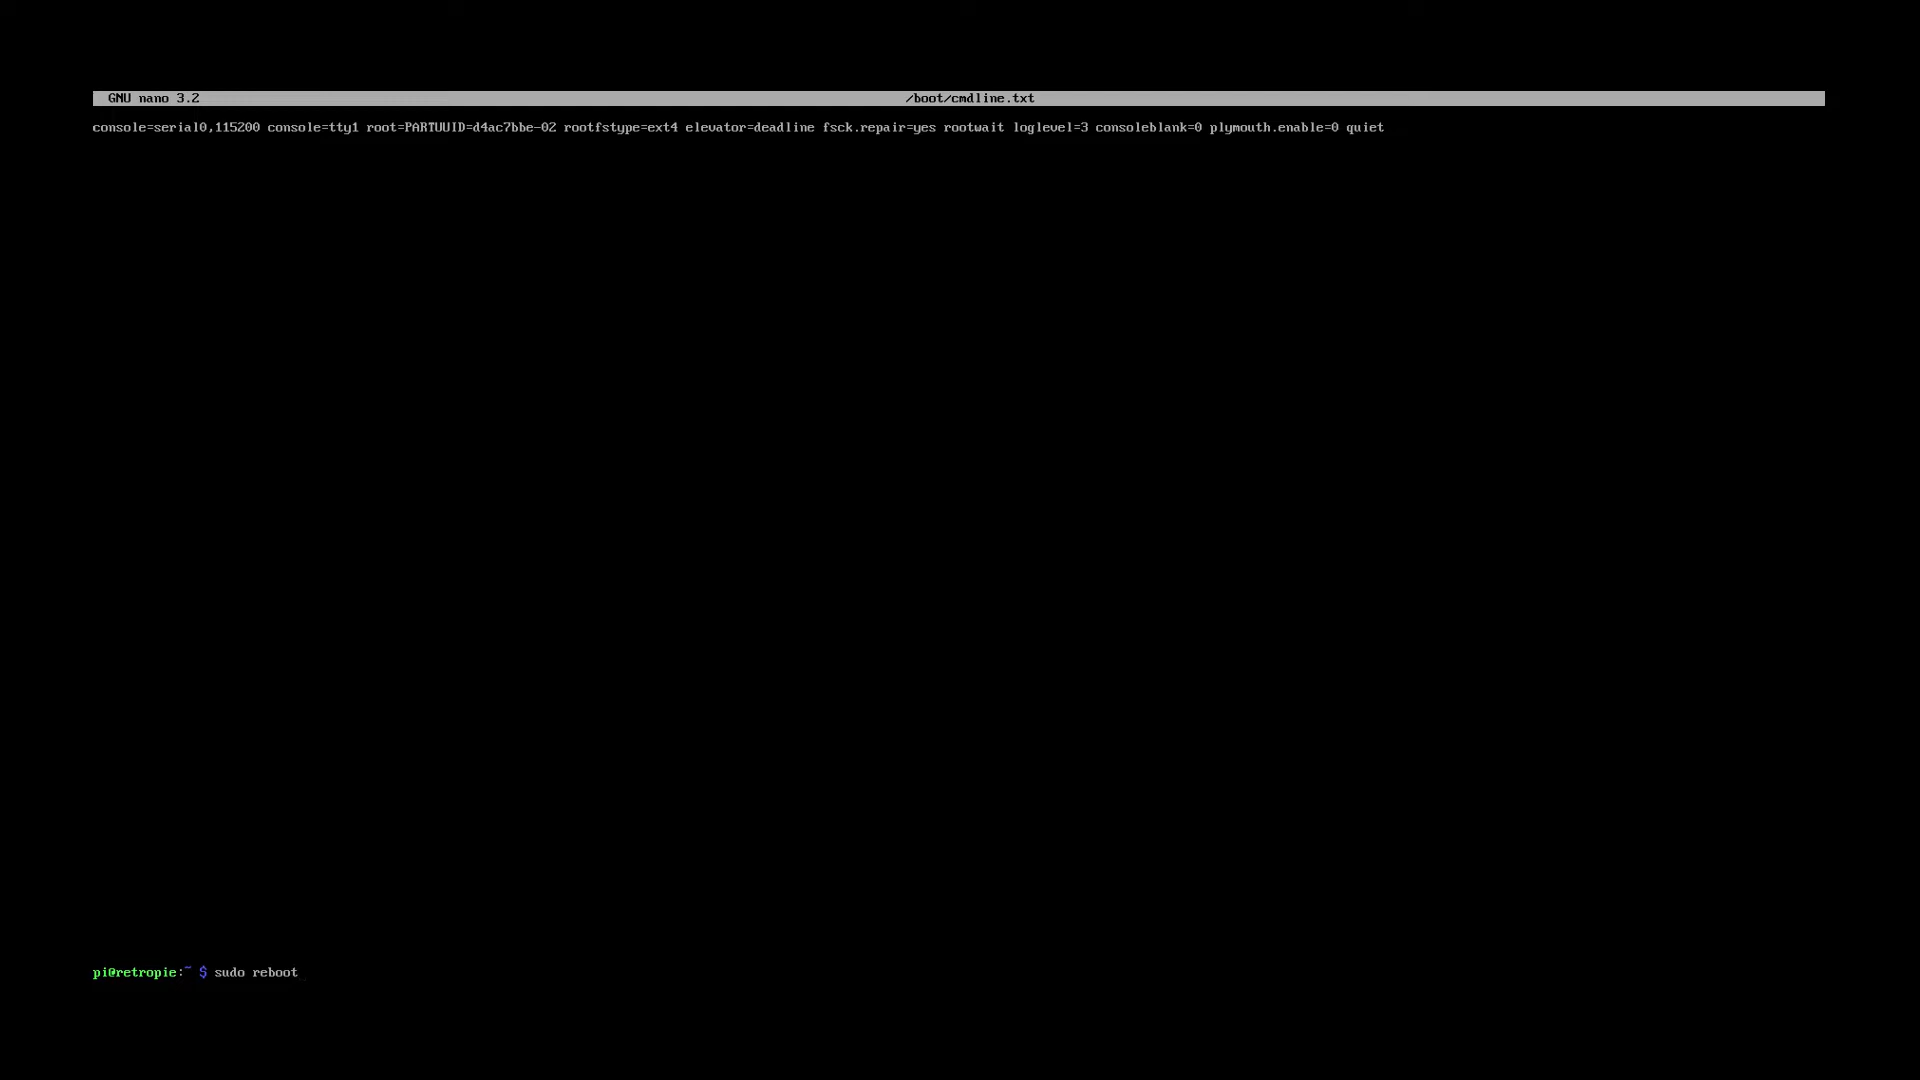 GNU nano 3.2 /boot/cmdline.txt
console=serial0,115200 console=tty1 root=PARTUUID=d4ac7bbe-02 rootfstype=ext4 elevator=deadline fsck.repair=yes rootwait loglevel=3 consoleblank=0 plymouth.enable=0 quiet
pi@retropie:~ $ sudo reboot